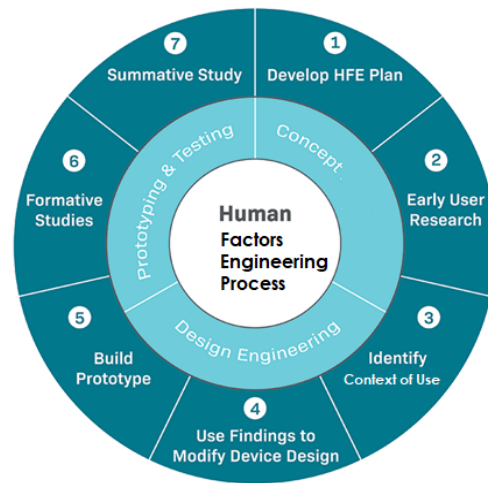 7
Summative Study
1
Develop HFE Plan
6
Formative
Studies
Prototyping & Testing
Concept
2
Early User
Research
Human
Factors
Engineering
Process
5
Build
Prototype
Design Engineering
3
Identify
Context of Use
4
Use Findings to
Modify Device Design